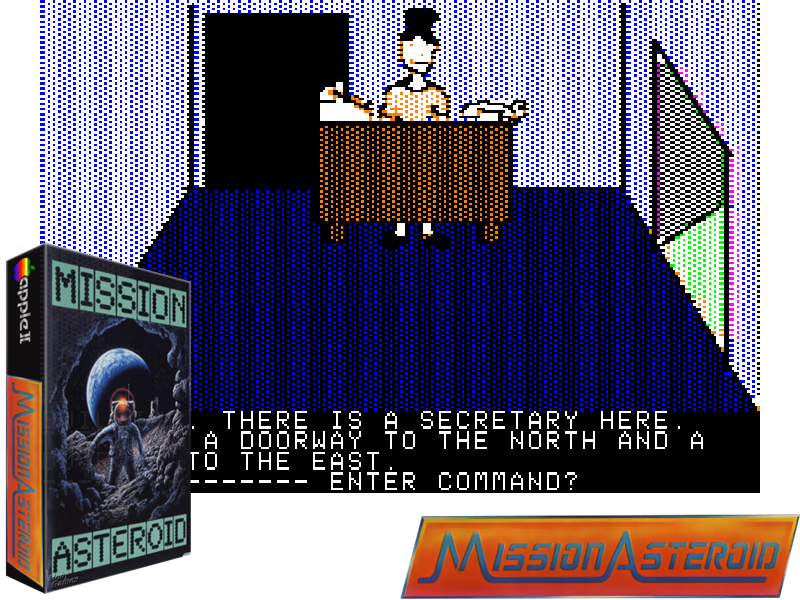 . THERE IS A SECRETARY HERE.
A DOORWAY TO THE NORTH AND A
TO THE EAST.
------- ENTER COMMAND?
apple II
MISSION
MISSION ASTEROID
ASTEROID
MISSION ASTEROID